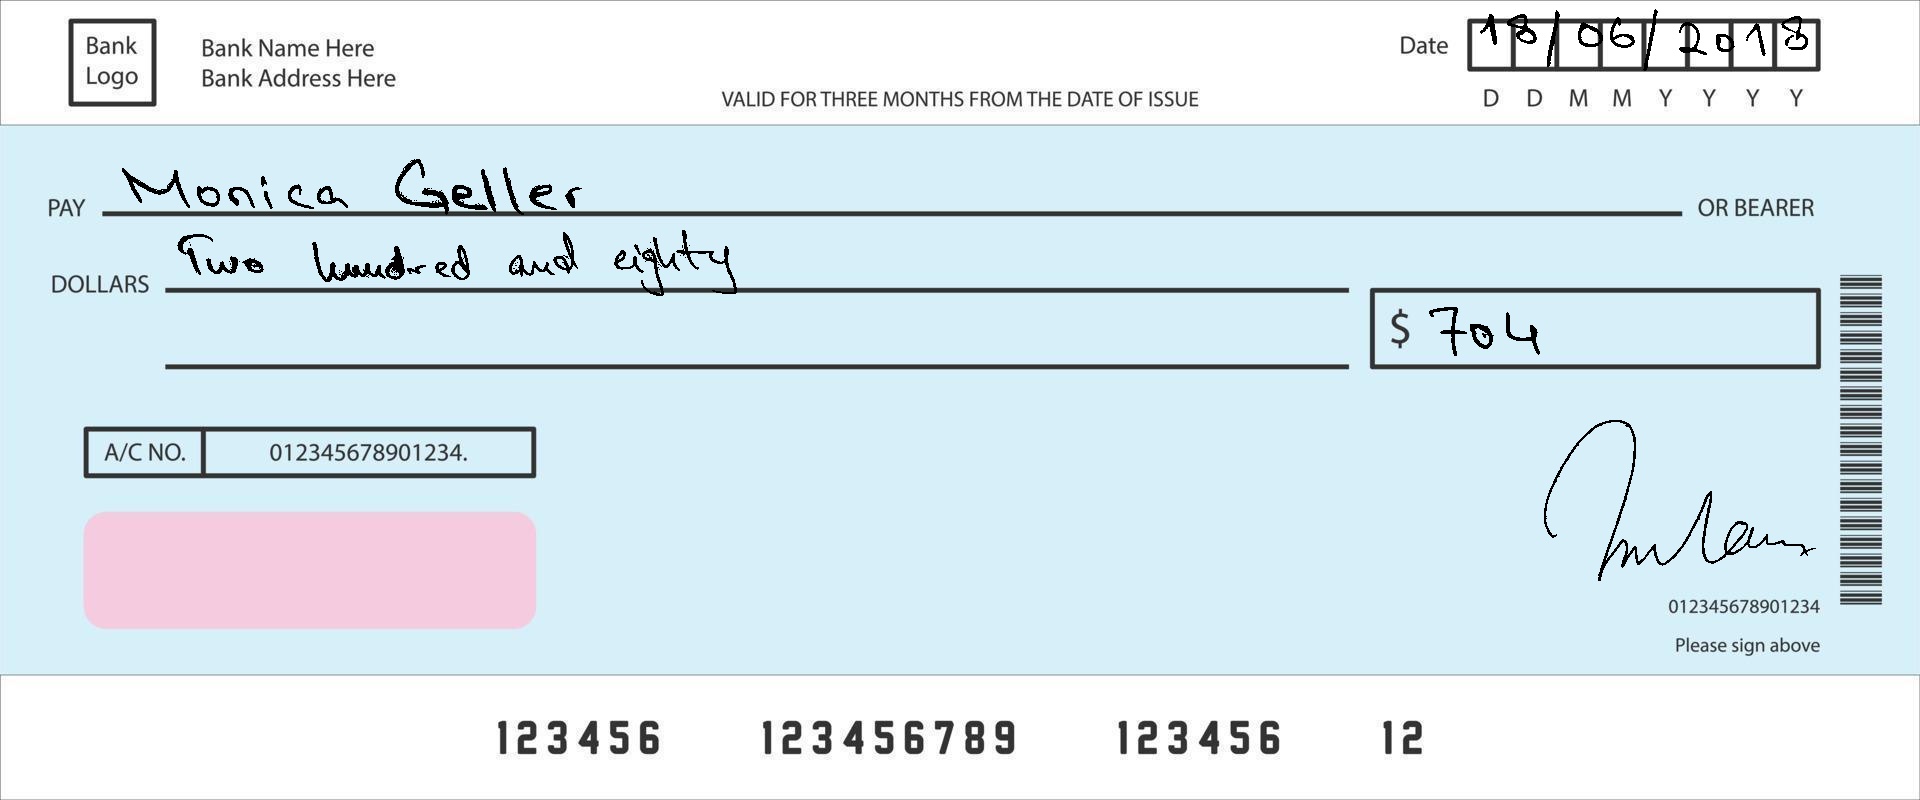 Bank Logo
Bank Name Here
Bank Address Here
VALID FOR THREE MONTHS FROM THE DATE OF ISSUE
Date 18/06/2018
D D M M Y Y Y Y
PAY Monica Geller OR BEARER
DOLLARS Two hundred and eighty
$ 704
A/C NO. 012345678901234.
012345678901234
Please sign above
123456 123456789 123456 12